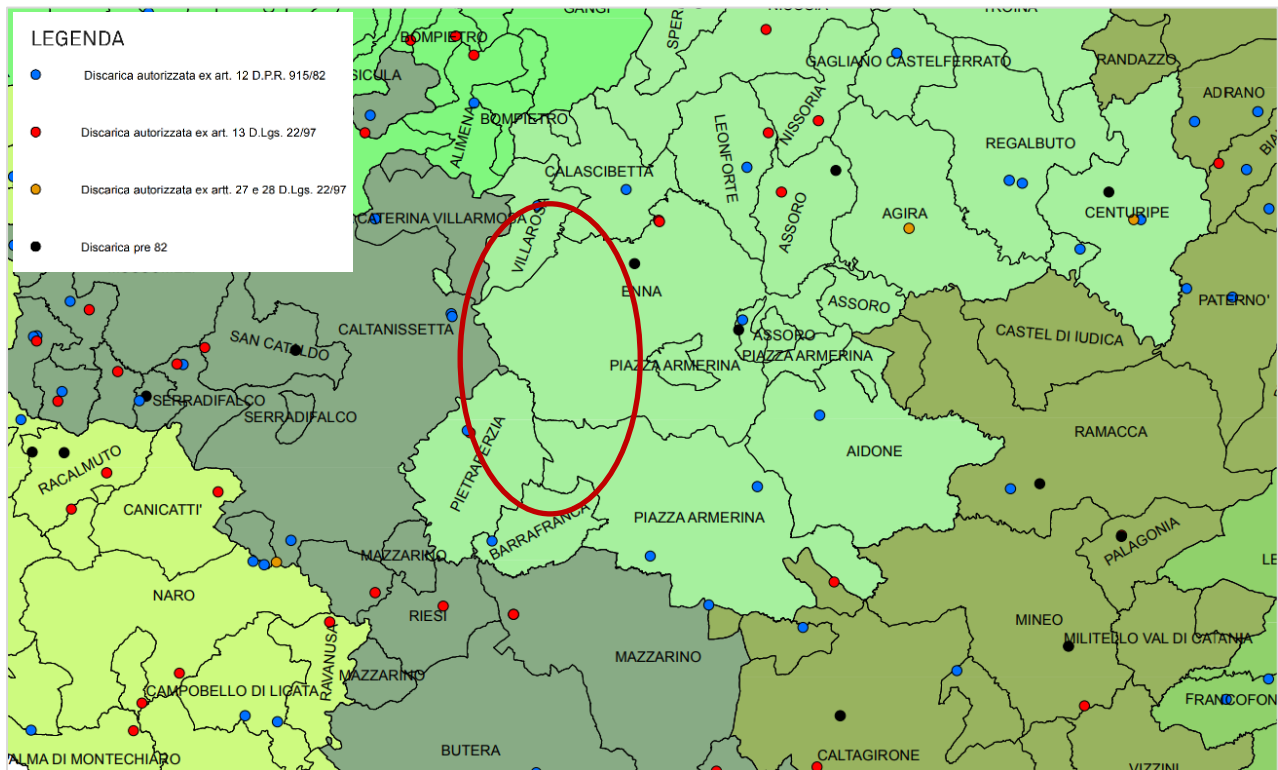 LEGENDA
Discarica autorizzata ex art. 12 D.P.R. 915/82
Discarica autorizzata ex art. 13 D.Lgs. 22/97
Discarica autorizzata ex artt. 27 e 28 D.Lgs. 22/97
Discarica pre 82
GANGI
SPER
NICOSIA
TROINA
BOMPIETRO
SICULA
GAGLIANO CASTELFERRATO
RANDAZZO
ADRANO
BIA
ALIMENA
BOMPIETRO
LEONFORTE
NISSORIA
REGALBUTO
CALASCIBETTA
CATERINA VILLARMOSA
VILLAROSA
ASSORO
AGIRA
CENTURIPE
ENNA
ASSORO
PATERNO'
CALTANISSETTA
SAN CATALDO
ASSORO
CASTEL DI IUDICA
PIAZZA ARMERINA
PIAZZA ARMERINA
SERRADIFALCO
SERRADIFALCO
RACALMUTO
PIETRAPERZIA
AIDONE
RAMACCA
CANICATTI'
BARRAFRANCA
PIAZZA ARMERINA
PALAGONIA
MAZZARINO
LE
NARO
RIESI
MINEO
MILITELLO VAL DI CATANIA
RAVANUSA
MAZZARINO
MAZZARINO
CAMPOBELLO DI LICATA
FRANCOFON
BUTERA
CALTAGIRONE
ALMA DI MONTECHIARO
VIZZINI